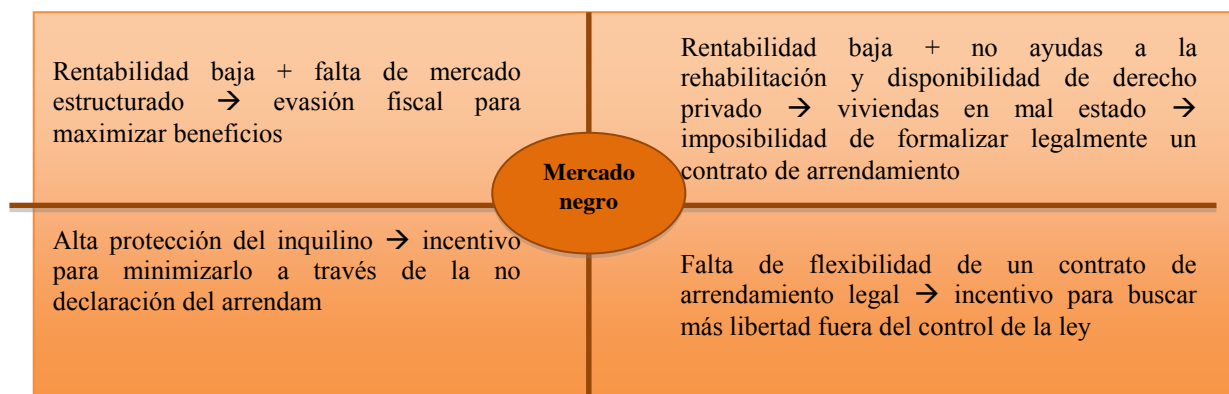 Rentabilidad baja + falta de mercado
estructurado → evasión fiscal para
maximizar beneficios
Rentabilidad baja + no ayudas a la
rehabilitación y disponibilidad de derecho
privado → viviendas en mal estado →
imposibilidad de formalizar legalmente un
contrato de arrendamiento
Mercado
negro
Alta protección del inquilino → incentivo
para minimizarlo a través de la no
declaración del arrendam
Falta de flexibilidad de un contrato de
arrendamiento legal → incentivo para buscar
más libertad fuera del control de la ley